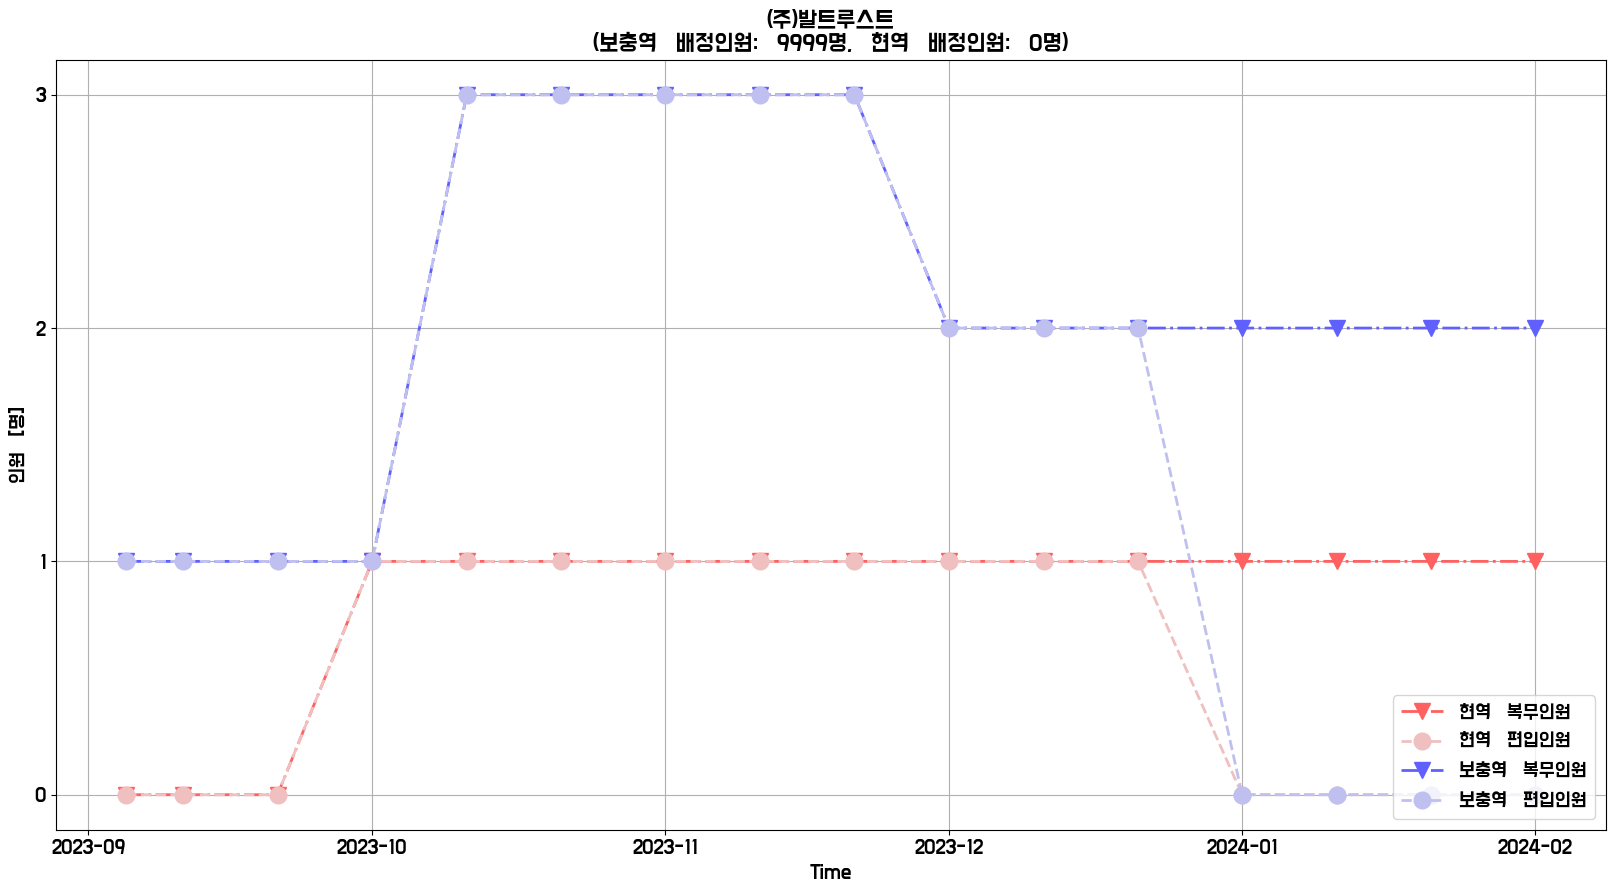 (주)발트루스트
(보충역 배정인원: 9999명, 현역 배정인원: 0명)
3
2
1
0
인원 [명]
2023-09 2023-10 2023-11 2023-12 2024-01 2024-02
Time
현역 복무인원
현역 편입인원
보충역 복무인원
보충역 편입인원